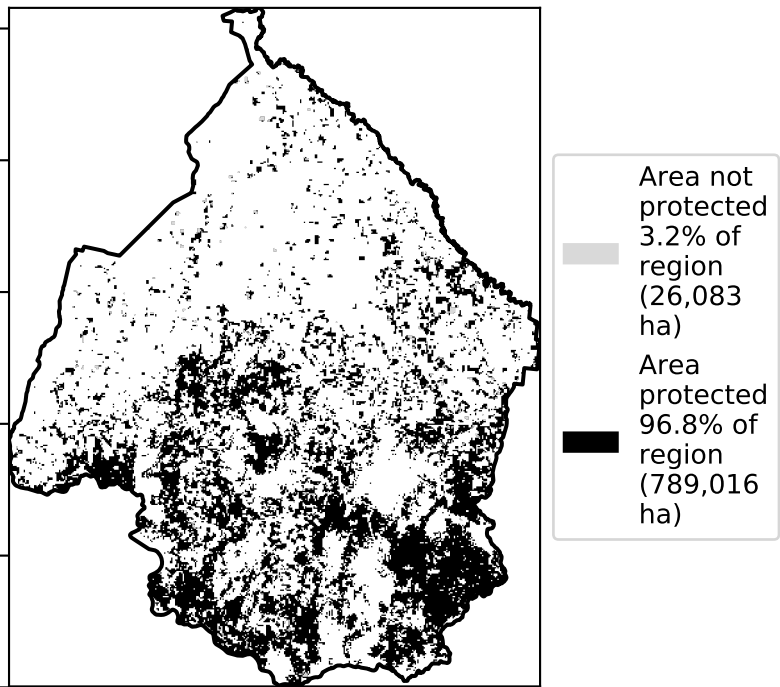 Area not
protected
3.2% of
region
(26,083
ha)
Area
protected
96.8% of
region
(789,016
ha)